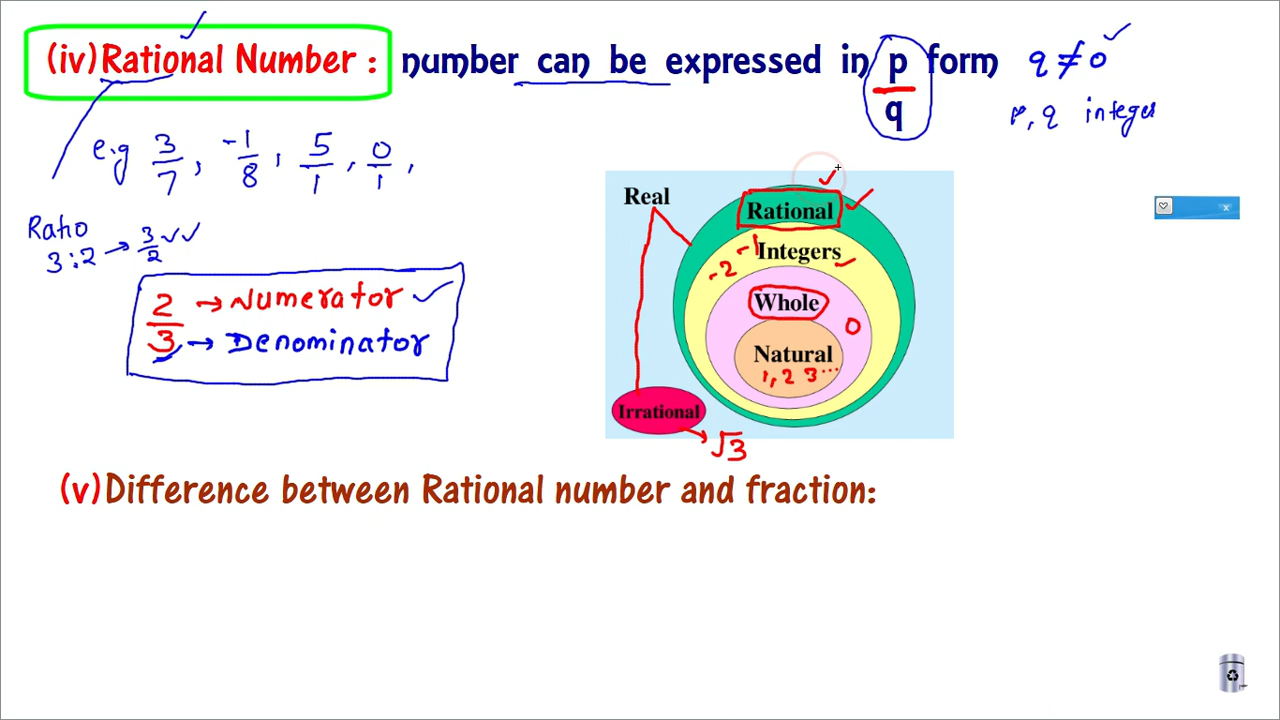 (iv) Rational Number : number can be expressed in p/q form q ≠ 0
p, q integer
e.g 3/7, -1/8, 5/1, 0/1,
Ratio
3:2 → 3/2
2 → Numerator
3 → Denominator
Real
Rational
Integers
-2 -1
Whole
0
Natural
1, 2 3...
Irrational
→ √3
(v) Difference between Rational number and fraction: